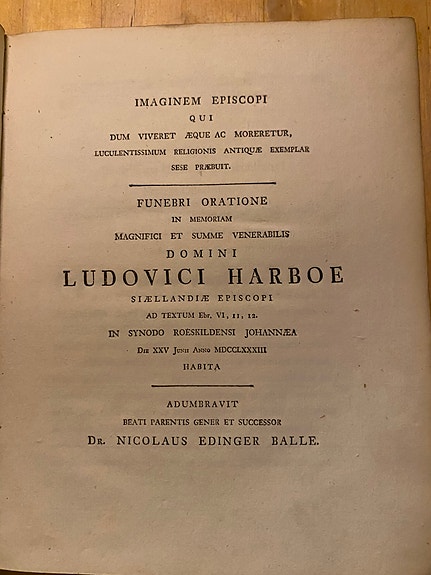 IMAGINEM EPISCOPI
QUI
DUM VIVERET ÆQUE AC MORERETUR,
LUCULENTISSIMUM RELIGIONIS ANTIQUÆ EXEMPLAR
SESE PRÆBUIT.
FUNEBRI ORATIONE
IN MEMORIAM
MAGNIFICI ET SUMME VENERABILIS
DOMINI
LUDOVICI HARBOE
SIÆLLANDIÆ EPISCOPI
AD TEXTUM Ebr. VI, 11, 12.
IN SYNODO ROESKILDENSI JOHANNÆA
Die XXV Junii Anno MDCCLXXXIII
HABITA
ADUMBRAVIT
BEATI PARENTIS GENER ET SUCCESSOR
Dr. NICOLAUS EDINGER BALLE.